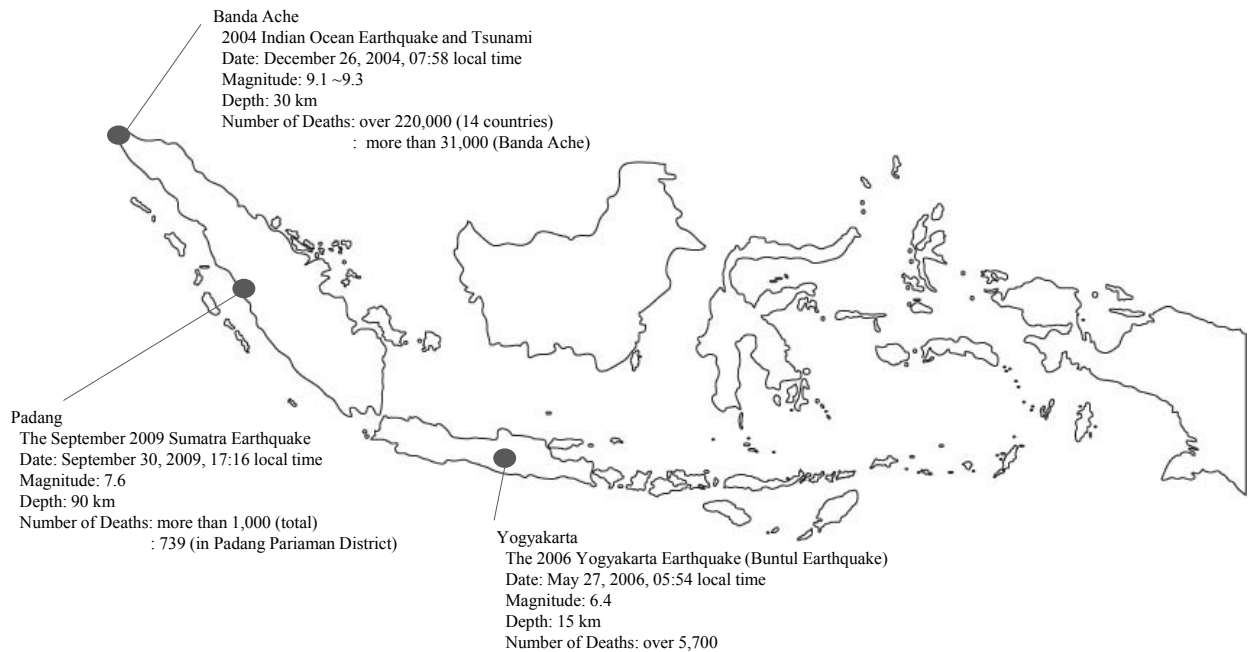 Banda Ache
2004 Indian Ocean Earthquake and Tsunami
Date: December 26, 2004, 07:58 local time
Magnitude: 9.1 ~9.3
Depth: 30 km
Number of Deaths: over 220,000 (14 countries)
: more than 31,000 (Banda Ache)
Padang
The September 2009 Sumatra Earthquake
Date: September 30, 2009, 17:16 local time
Magnitude: 7.6
Depth: 90 km
Number of Deaths: more than 1,000 (total)
: 739 (in Padang Pariaman District)
Yogyakarta
The 2006 Yogyakarta Earthquake (Buntul Earthquake)
Date: May 27, 2006, 05:54 local time
Magnitude: 6.4
Depth: 15 km
Number of Deaths: over 5,700